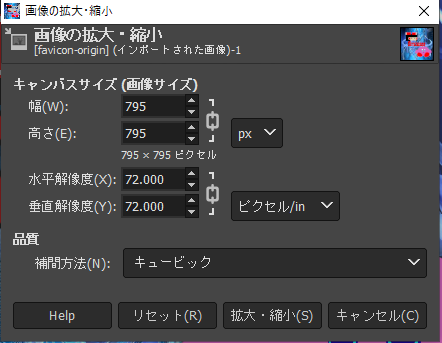 画像の拡大・縮小
画像の拡大・縮小
[favicon-origin] (インポートされた画像)-1
キャンバスサイズ (画像サイズ)
幅(W): 795
高さ(E): 795 px
795 × 795 ピクセル
水平解像度(X): 72.000
垂直解像度(Y): 72.000 ピクセル/in
品質
補間方法(N): キュービック
Help リセット(R) 拡大・縮小(S) キャンセル(C)